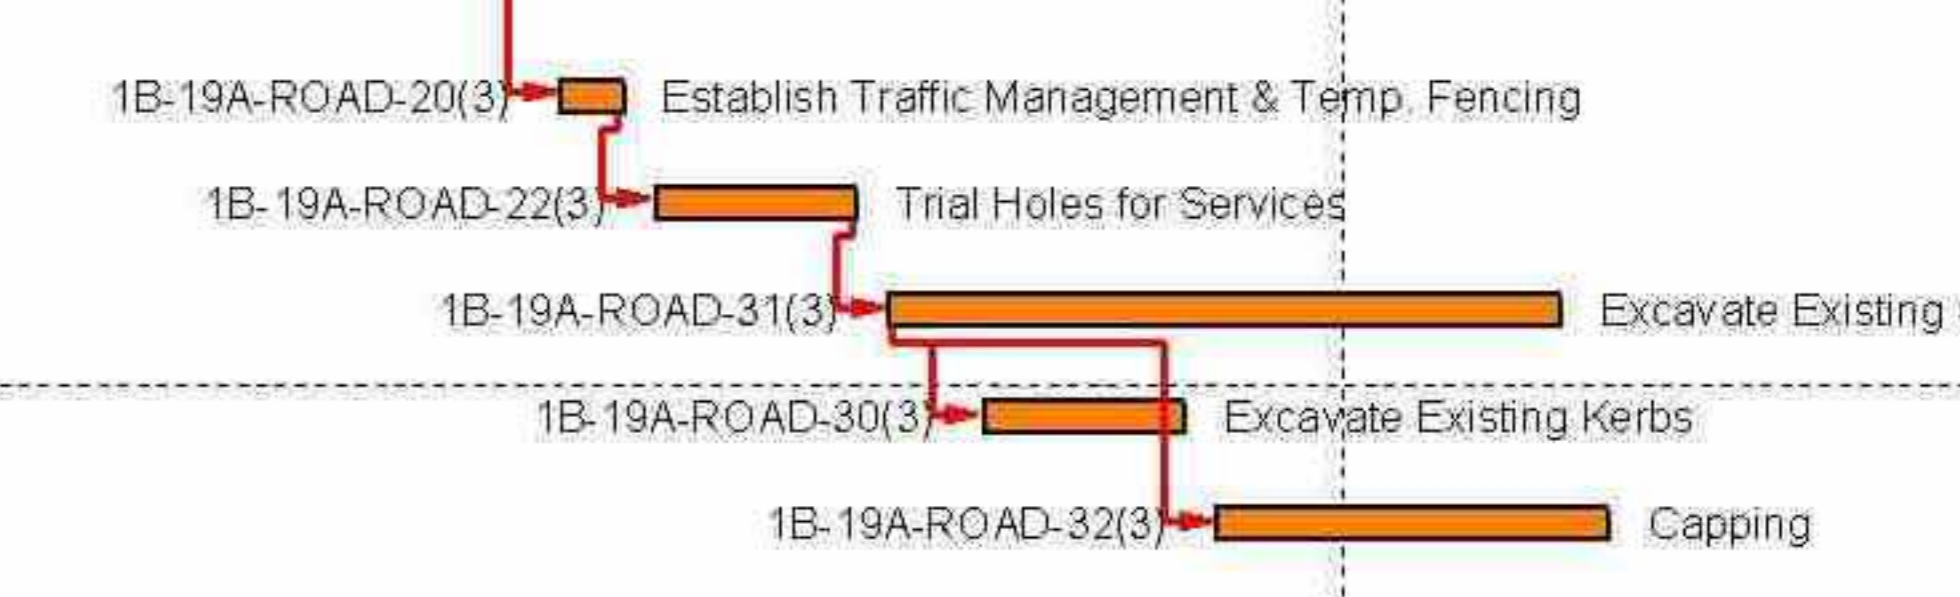 1B-19A-ROAD-20(3) Establish Traffic Management & Temp. Fencing
1B-19A-ROAD-22(3) Trial Holes for Services
1B-19A-ROAD-31(3) Excavate Existing
1B-19A-ROAD-30(3) Excavate Existing Kerbs
1B-19A-ROAD-32(3) Capping